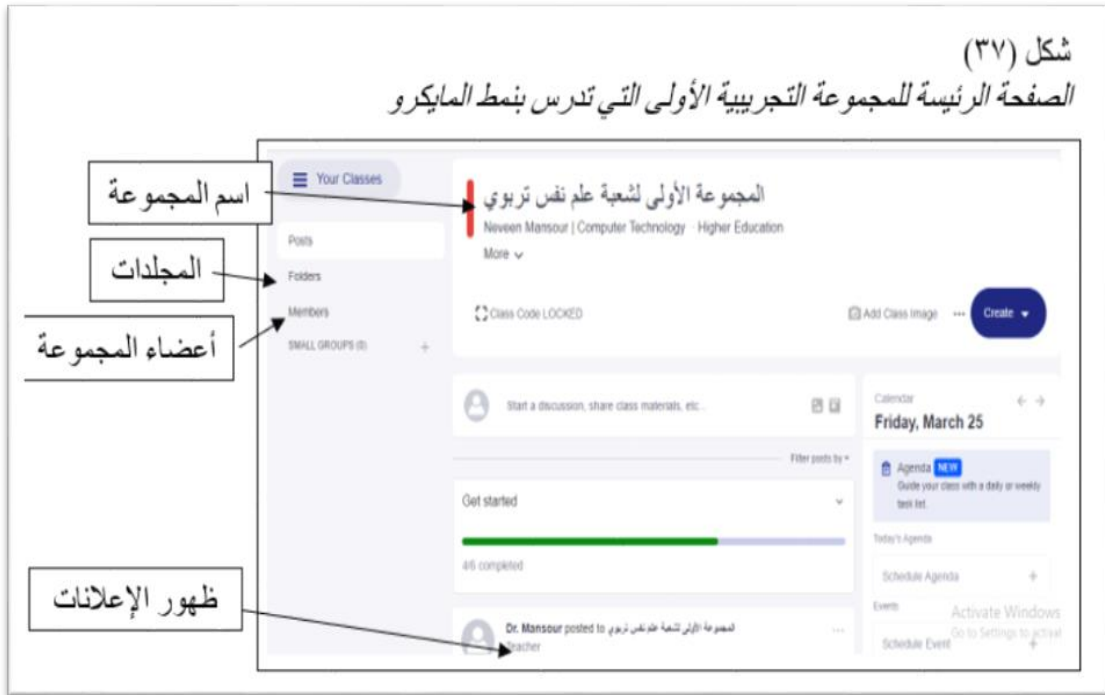 شكل (٣٧)
الصفحة الرئيسة للمجموعة التجريبية الأولى التي تدرس بنمط المايكرو
اسم المجموعة
المجلدات
أعضاء المجموعة
ظهور الإعلانات
Your Classes
Posts
Folders
Members
SMALL GROUPS (0) +
المجموعة الأولى لشعبة علم نفس تربوي
Neveen Mansour | Computer Technology · Higher Education
More
Class Code LOCKED
Add Class Image ... Create
Start a discussion, share class materials, etc...
Filter posts by
Get started
4/6 completed
Dr. Mansour posted to المجموعة الأولى لشعبة علم نفس تربوي ...
Teacher
Calendar
Friday, March 25
Agenda NEW
Guide your class with a daily or weekly
task list.
Today's Agenda
Schedule Agenda +
Events
Schedule Event +
Activate Windows
Go to Settings to activat